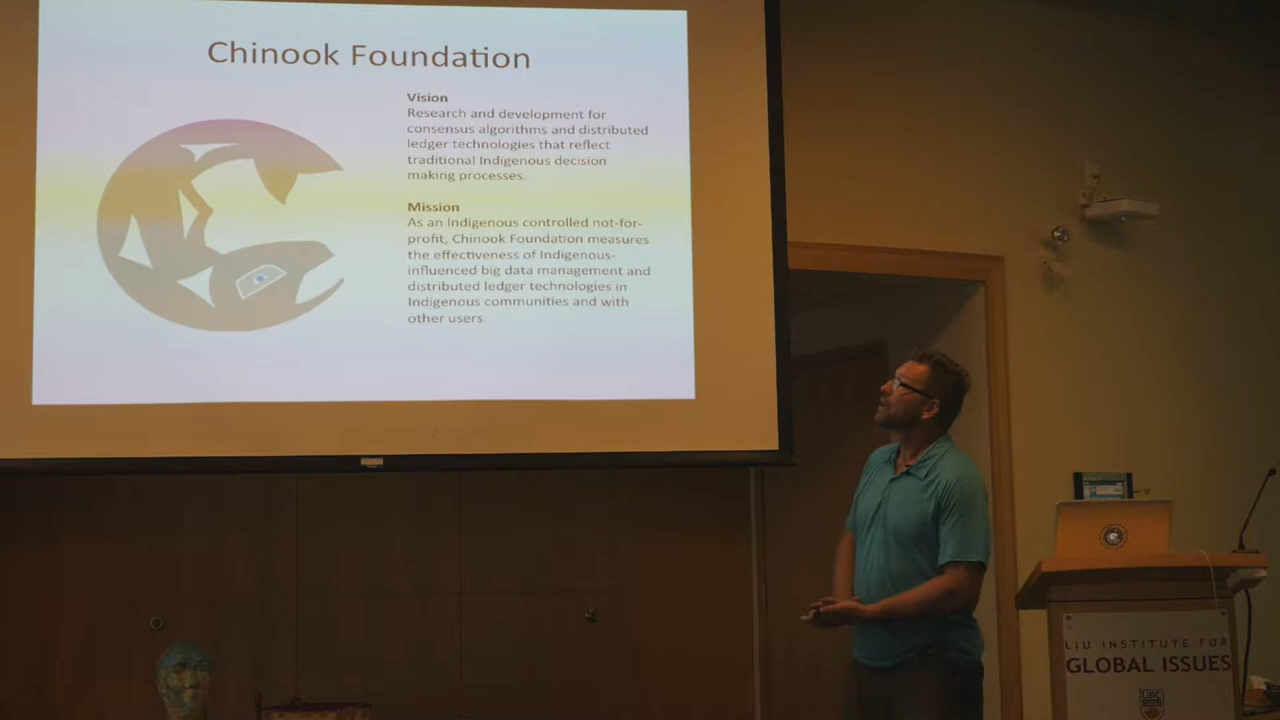 Chinook Foundation
Vision
Research and development for
consensus algorithms and distributed
ledger technologies that reflect
traditional Indigenous decision
making processes.
Mission
As an Indigenous controlled not-for-
profit, Chinook Foundation measures
the effectiveness of Indigenous-
influenced big data management and
distributed ledger technologies in
Indigenous communities and with
other users.
LIU INSTITUTE FOR
GLOBAL ISSUES
UBC